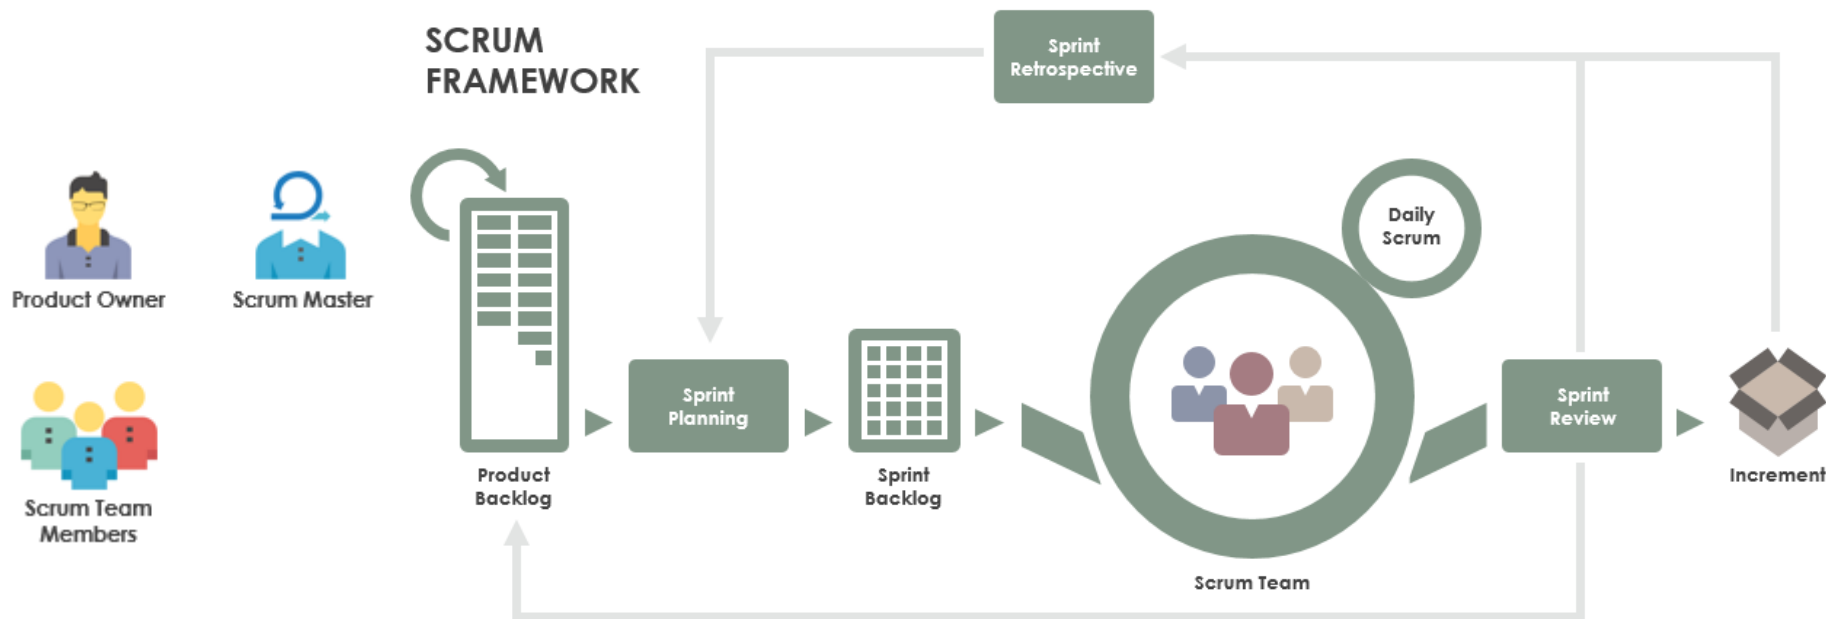 SCRUM
FRAMEWORK
Sprint
Retrospective
Daily
Scrum
Product Owner
Scrum Master
Sprint
Planning
Sprint
Review
Product
Backlog
Sprint
Backlog
Increment
Scrum Team
Members
Scrum Team